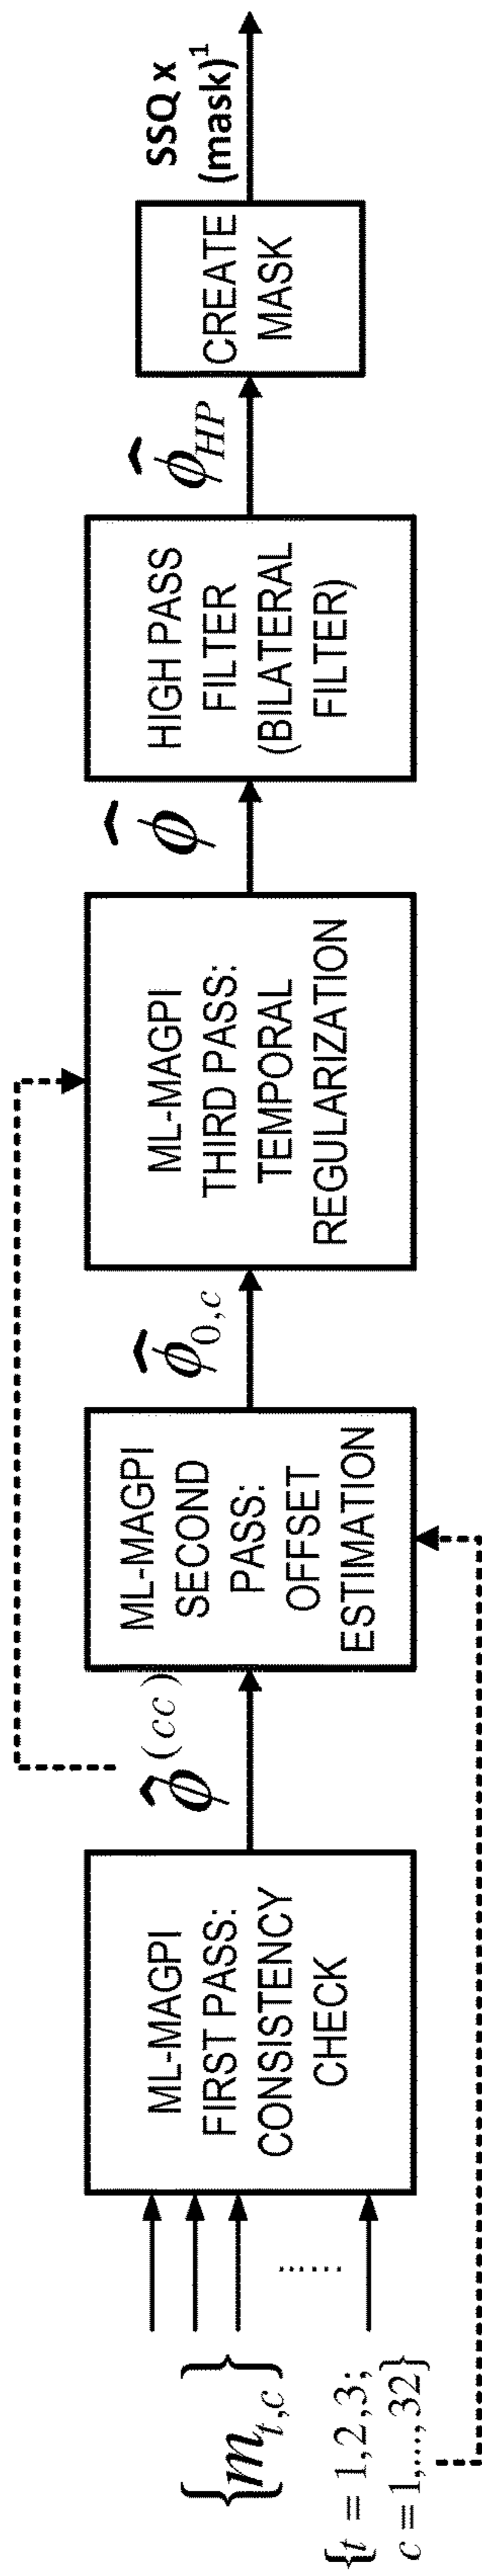 {m_{t,c}}
{t = 1,2,3;
c = 1,...,32}
ML-MAGPI
FIRST PASS:
CONSISTENCY
CHECK
ϕ̂^{(cc)}
ML-MAGPI
SECOND
PASS:
OFFSET
ESTIMATION
ϕ̂_{0,c}
ML-MAGPI
THIRD PASS:
TEMPORAL
REGULARIZATION
ϕ̂
HIGH PASS
FILTER
(BILATERAL
FILTER)
ϕ̂_{HP}
CREATE
MASK
SSQ x
(mask)¹